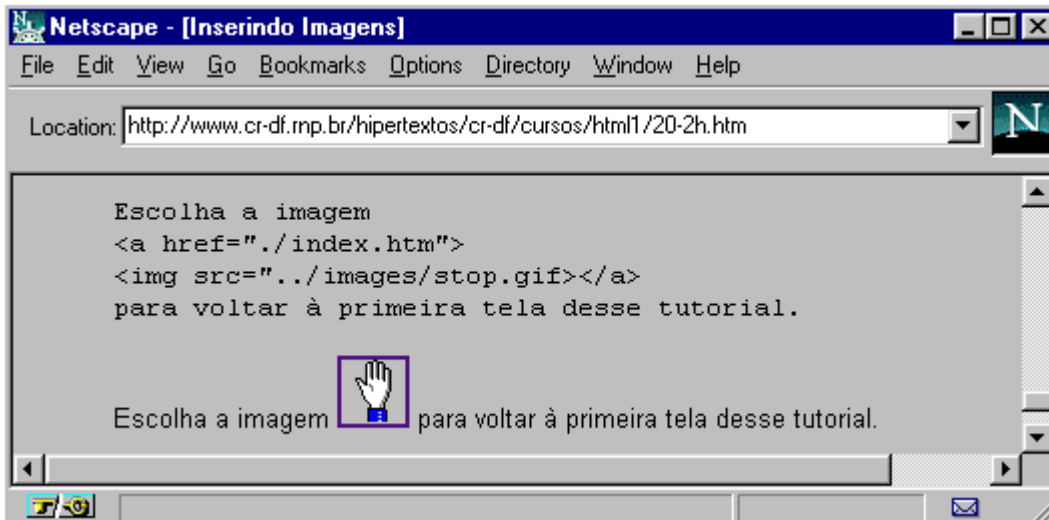 Netscape - [Inserindo Imagens]
File Edit View Go Bookmarks Options Directory Window Help
Location: http://www.cr-df.rnp.br/hipertextos/cr-df/cursos/html1/20-2h.htm
N
Escolha a imagem
<a href="./index.htm">
<img src="../images/stop.gif></a>
para voltar à primeira tela desse tutorial.
Escolha a imagem para voltar à primeira tela desse tutorial.